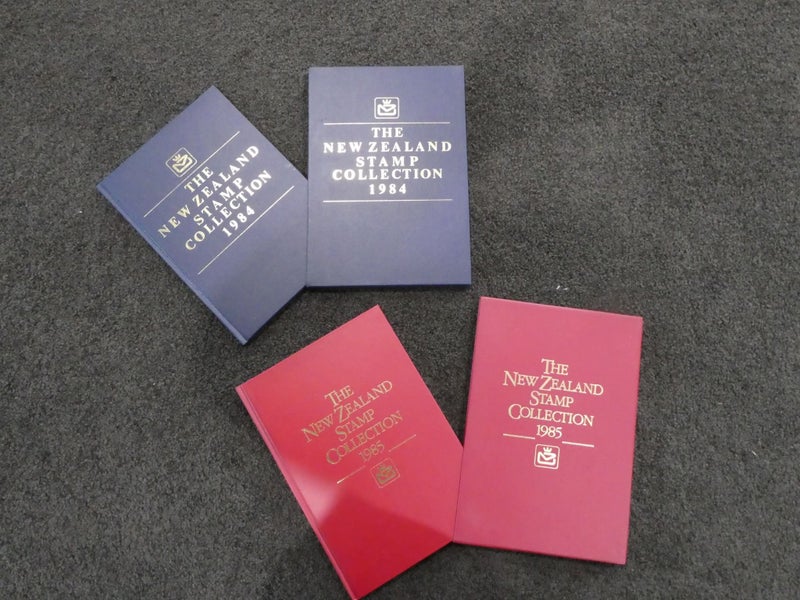 THE
NEW ZEALAND
STAMP
COLLECTION
1984
THE
NEW ZEALAND
STAMP
COLLECTION
1984
THE
NEW ZEALAND
STAMP
COLLECTION
1985
THE
NEW ZEALAND
STAMP
COLLECTION
1985